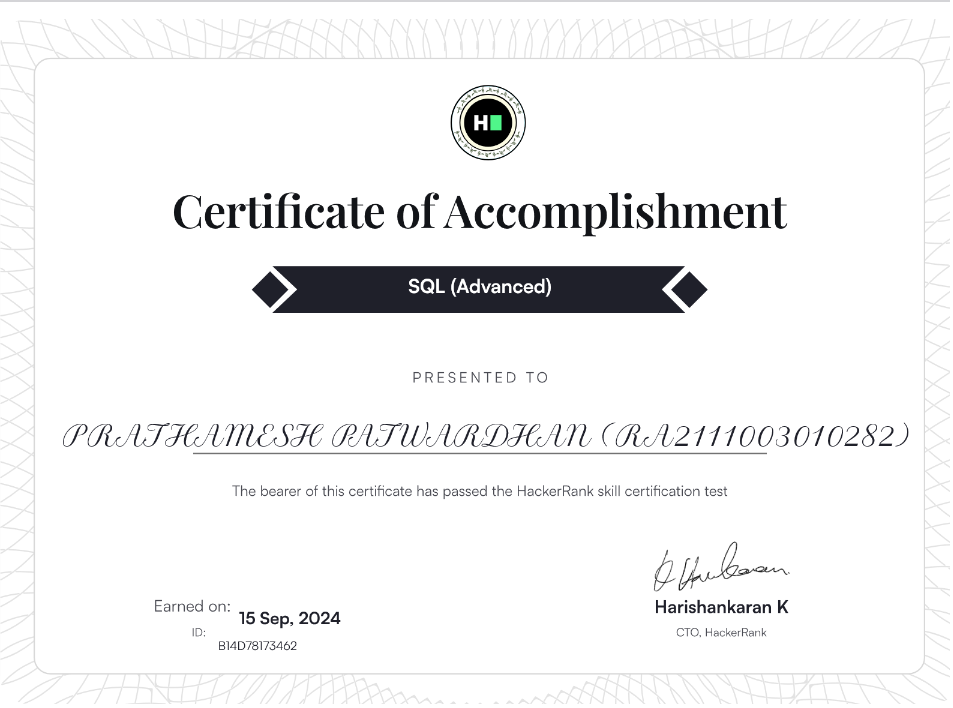 H
Certificate of Accomplishment
SQL (Advanced)
PRESENTED TO
PRATHAMESH PATWARDHAN (RA2111003010282)
The bearer of this certificate has passed the HackerRank skill certification test
Earned on: 15 Sep, 2024
ID: B14D78173462
Harishankaran K
CTO, HackerRank